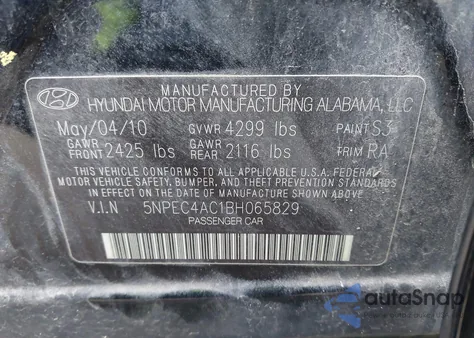 MANUFACTURED BY
HYUNDAI MOTOR MANUFACTURING ALABAMA, LLC
May/04/10 GVWR 4299 lbs PAINT S3
GAWR FRONT 2425 lbs GAWR REAR 2116 lbs TRIM RA
THIS VEHICLE CONFORMS TO ALL APPLICABLE U.S.A. FEDERAL
MOTOR VEHICLE SAFETY, BUMPER, AND THEFT PREVENTION STANDARDS
IN EFFECT ON THE DATE OF MANUFACTURE SHOWN ABOVE.
V.I.N 5NPEC4AC1BH065829
PASSENGER CAR
autoSnap